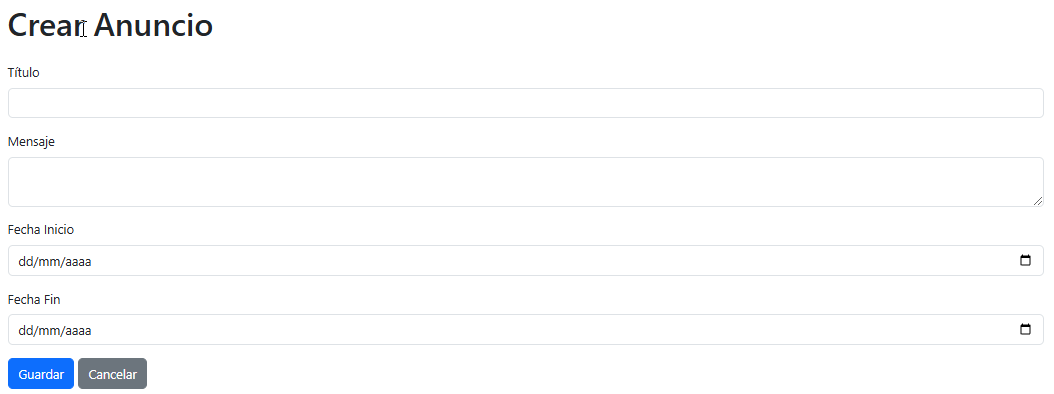 Crear Anuncio
Título
Mensaje
Fecha Inicio
dd/mm/aaaa
Fecha Fin
dd/mm/aaaa
Guardar Cancelar